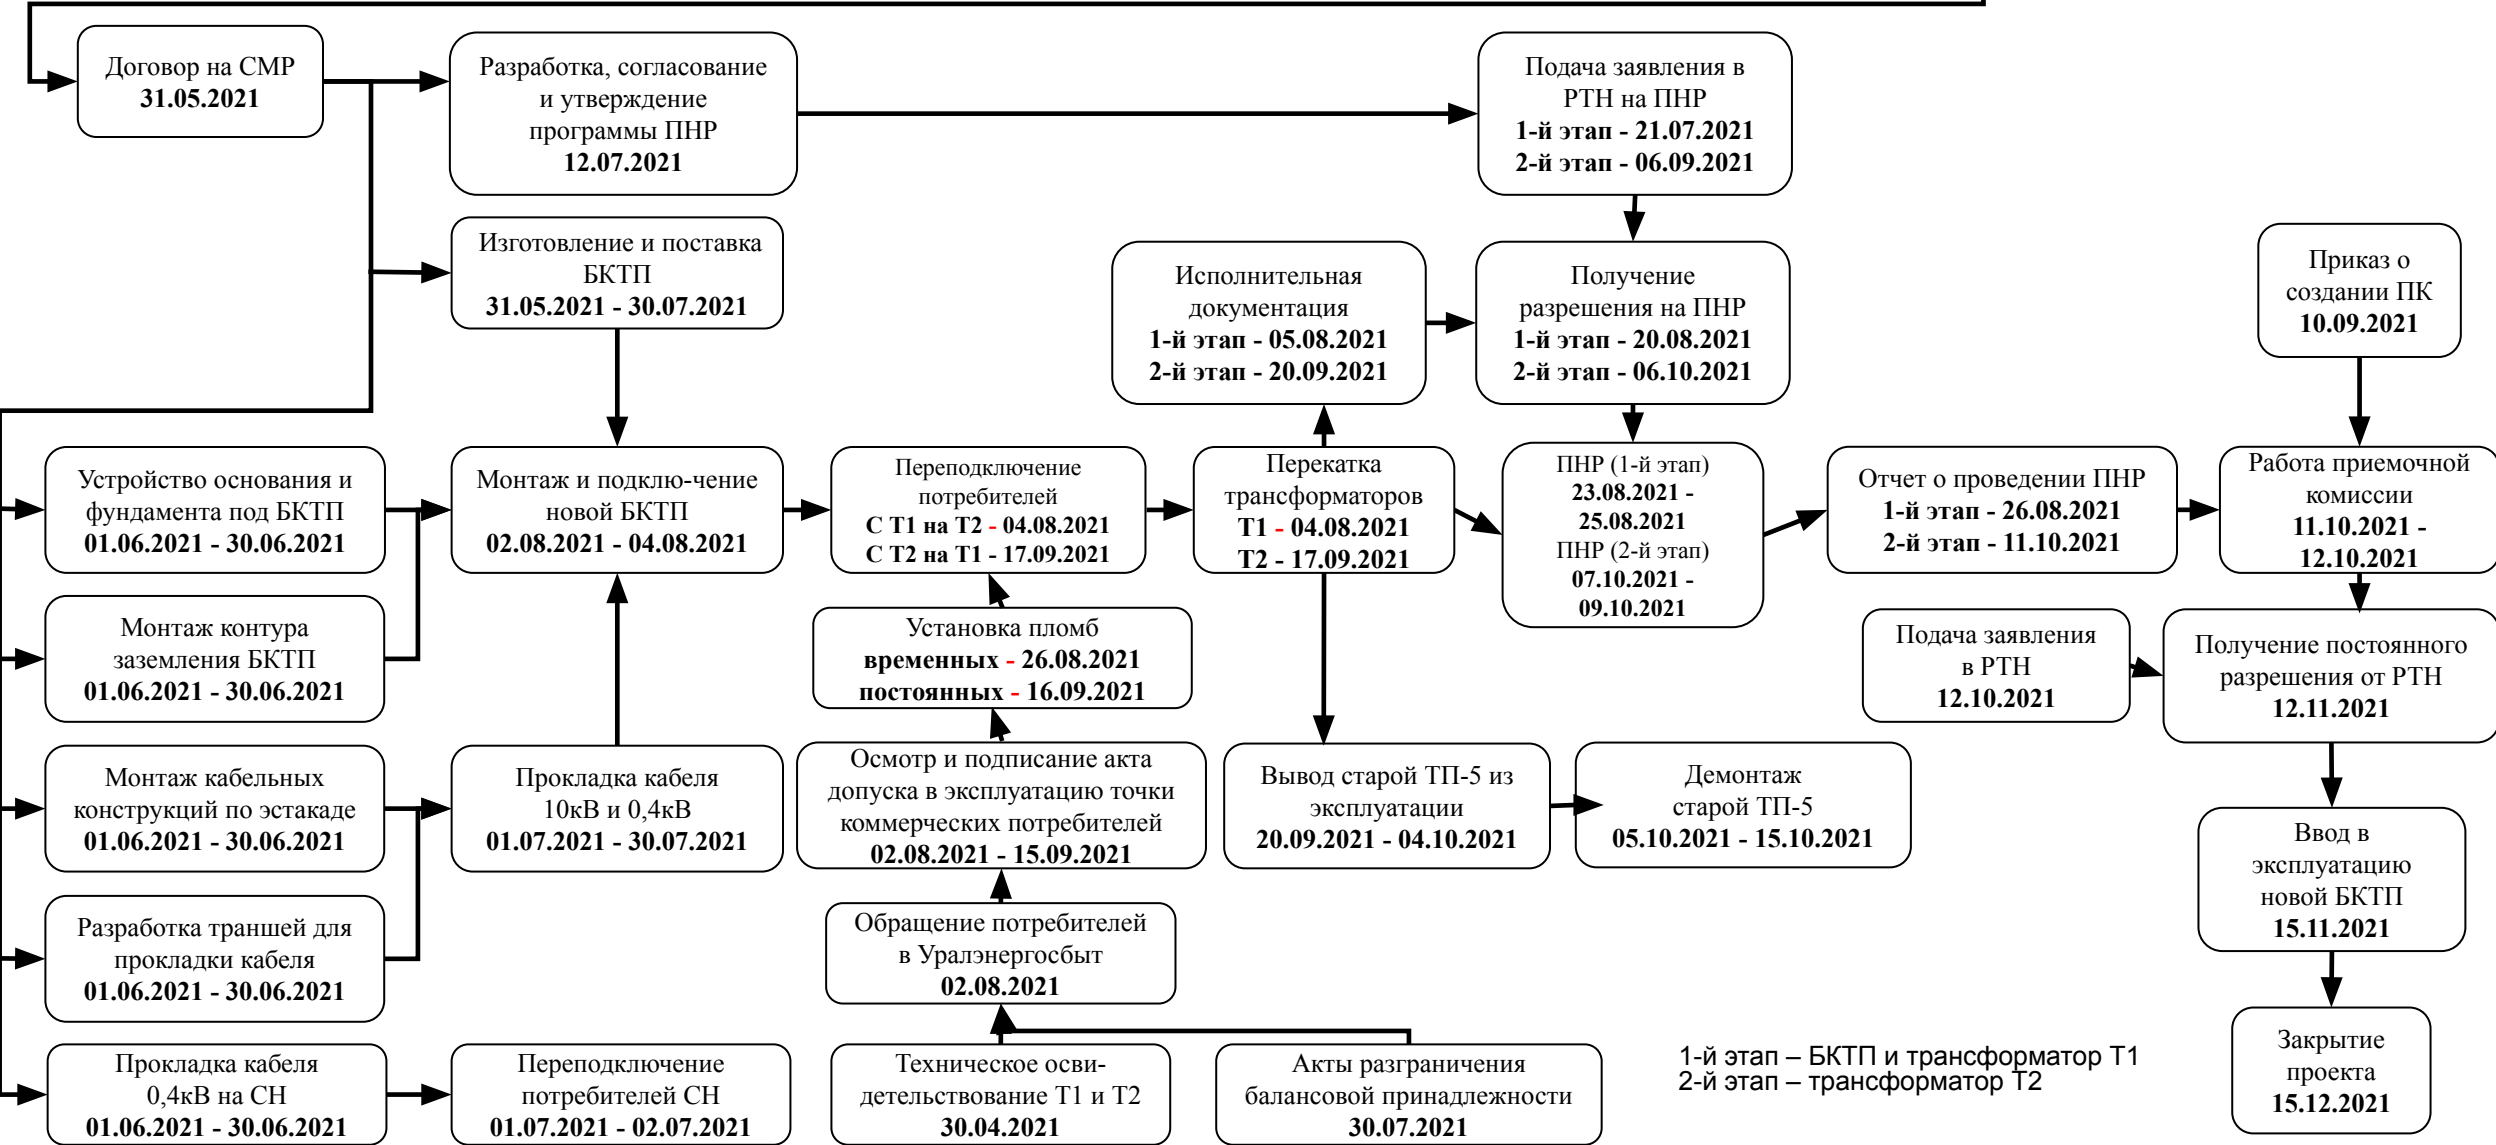 Договор на СМР
31.05.2021
Разработка, согласование
и утверждение
программы ПНР
12.07.2021
Подача заявления в
РТН на ПНР
1-й этап - 21.07.2021
2-й этап - 06.09.2021
Изготовление и поставка
БКТП
31.05.2021 - 30.07.2021
Исполнительная
документация
1-й этап - 05.08.2021
2-й этап - 20.09.2021
Получение
разрешения на ПНР
1-й этап - 20.08.2021
2-й этап - 06.10.2021
Приказ о
создании ПК
10.09.2021
Устройство основания и
фундамента под БКТП
01.06.2021 - 30.06.2021
Монтаж и подклю-чение
новой БКТП
02.08.2021 - 04.08.2021
Переподключение
потребителей
С Т1 на Т2 - 04.08.2021
С Т2 на Т1 - 17.09.2021
Перекатка
трансформаторов
Т1 - 04.08.2021
Т2 - 17.09.2021
ПНР (1-й этап)
23.08.2021 -
25.08.2021
ПНР (2-й этап)
07.10.2021 -
09.10.2021
Отчет о проведении ПНР
1-й этап - 26.08.2021
2-й этап - 11.10.2021
Работа приемочной
комиссии
11.10.2021 -
12.10.2021
Монтаж контура
заземления БКТП
01.06.2021 - 30.06.2021
Установка пломб
временных - 26.08.2021
постоянных - 16.09.2021
Подача заявления
в РТН
12.10.2021
Получение постоянного
разрешения от РТН
12.11.2021
Монтаж кабельных
конструкций по эстакаде
01.06.2021 - 30.06.2021
Прокладка кабеля
10кВ и 0,4кВ
01.07.2021 - 30.07.2021
Осмотр и подписание акта
допуска в эксплуатацию точки
коммерческих потребителей
02.08.2021 - 15.09.2021
Вывод старой ТП-5 из
эксплуатации
20.09.2021 - 04.10.2021
Демонтаж
старой ТП-5
05.10.2021 - 15.10.2021
Ввод в
эксплуатацию
новой БКТП
15.11.2021
Разработка траншей для
прокладки кабеля
01.06.2021 - 30.06.2021
Обращение потребителей
в Уралэнергосбыт
02.08.2021
Прокладка кабеля
0,4кВ на СН
01.06.2021 - 30.06.2021
Переподключение
потребителей СН
01.07.2021 - 02.07.2021
Техническое осви-
детельствование Т1 и Т2
30.04.2021
Акты разграничения
балансовой принадлежности
30.07.2021
1-й этап – БКТП и трансформатор Т1
2-й этап – трансформатор Т2
Закрытие
проекта
15.12.2021